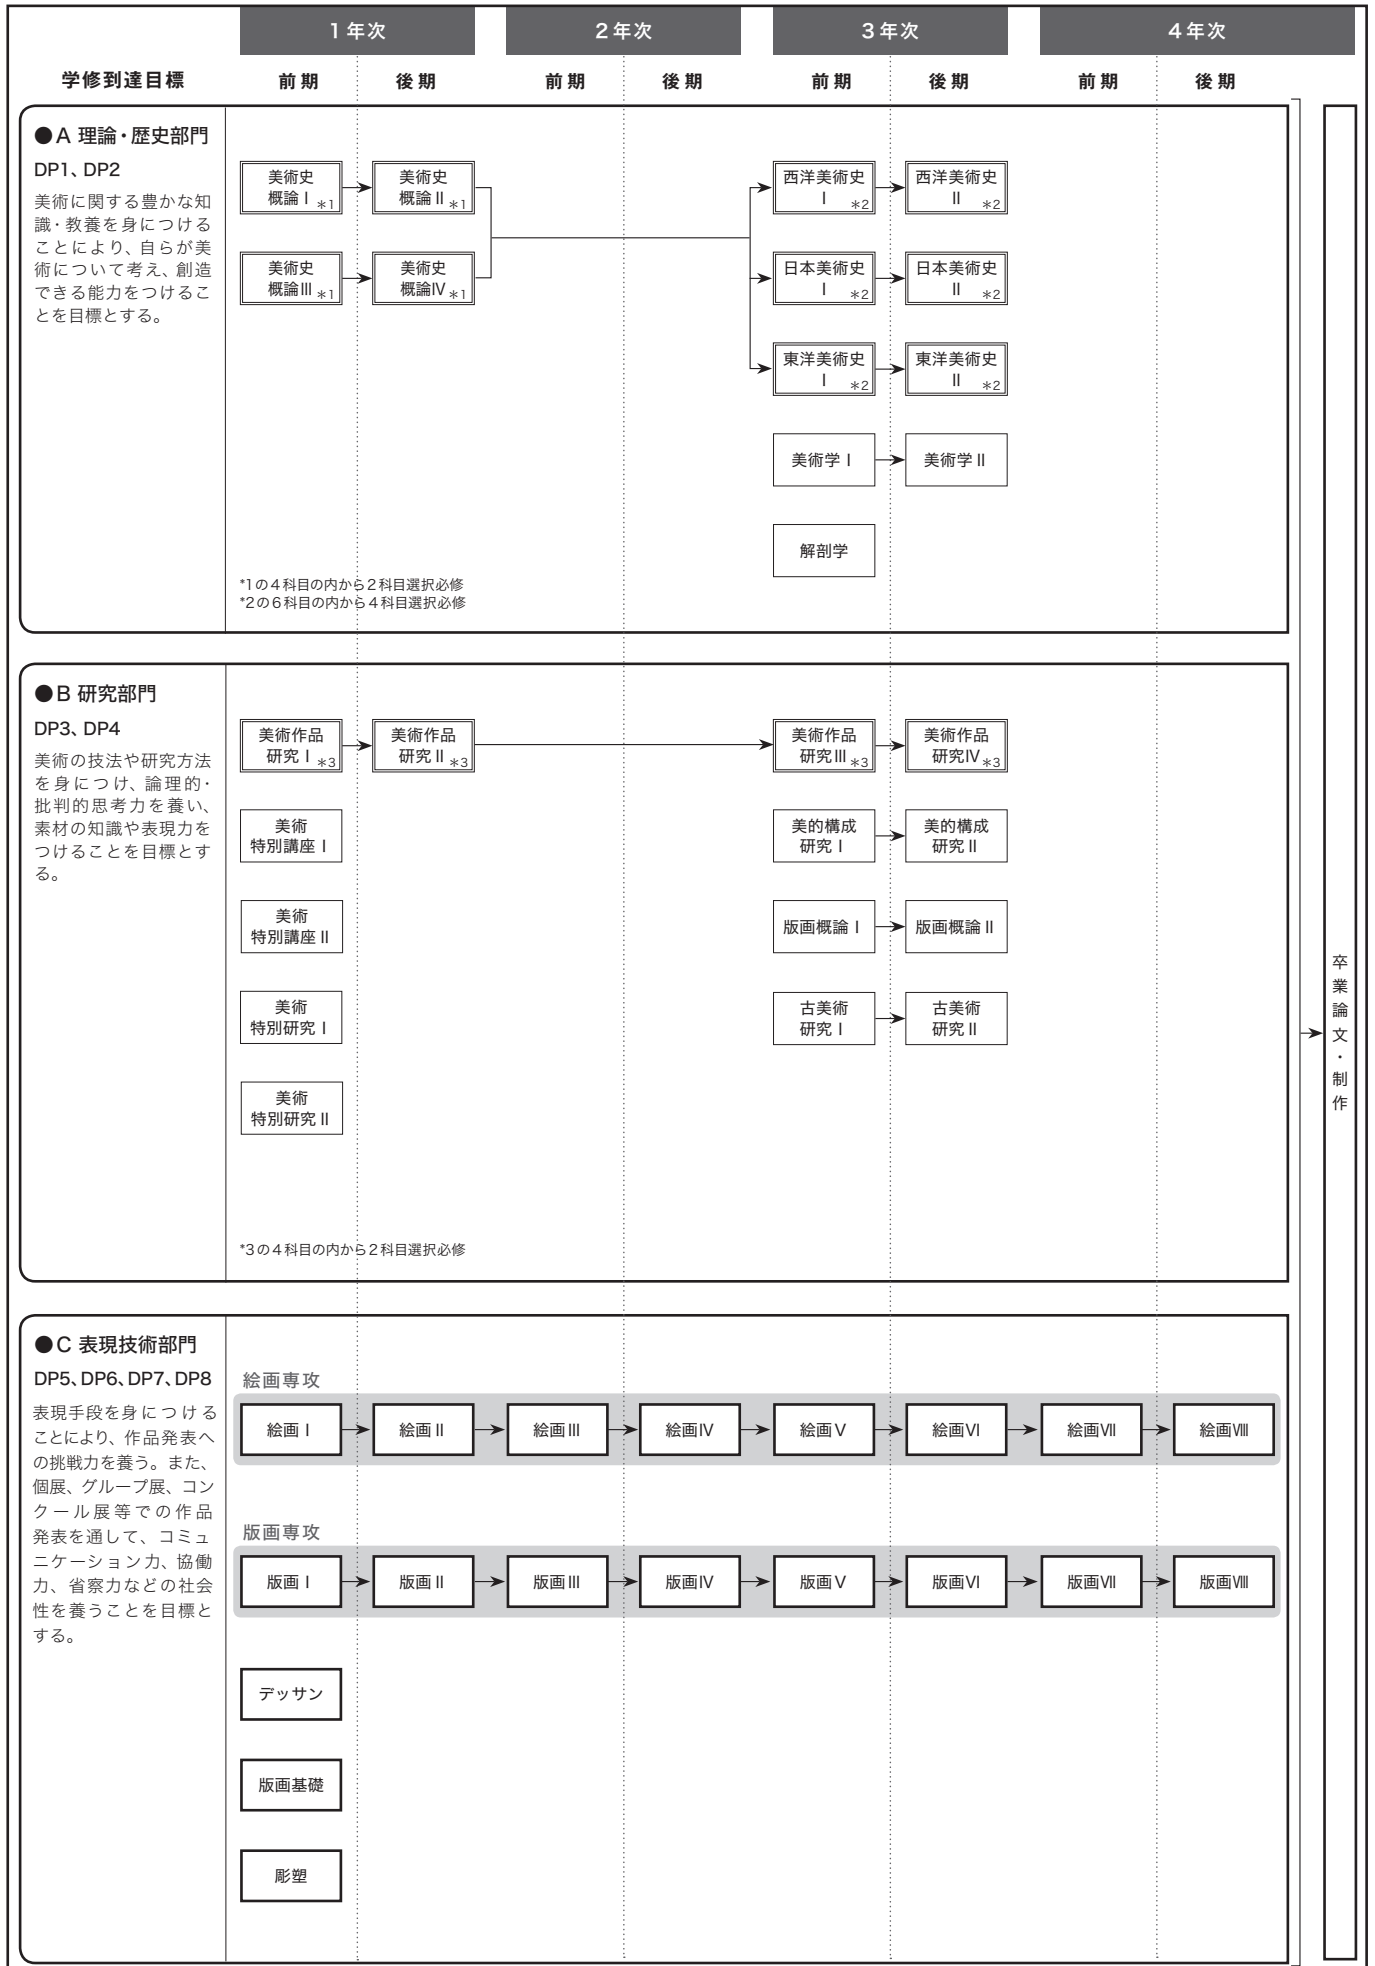 1年次 2年次 3年次 4年次
学修到達目標 前期 後期 前期 後期 前期 後期 前期 後期
●A 理論・歴史部門
DP1、DP2
美術に関する豊かな知
識・教養を身につける
ことにより、自らが美
術について考え、創造
できる能力をつけるこ
とを目標とする。
美術史
概論Ⅰ *1
美術史
概論Ⅱ *1
西洋美術史
Ⅰ *2
西洋美術史
Ⅱ *2
美術史
概論Ⅲ *1
美術史
概論Ⅳ *1
日本美術史
Ⅰ *2
日本美術史
Ⅱ *2
東洋美術史
Ⅰ *2
東洋美術史
Ⅱ *2
美術学Ⅰ
美術学Ⅱ
解剖学
*1の4科目の内から2科目選択必修
*2の6科目の内から4科目選択必修
●B 研究部門
DP3、DP4
美術の技法や研究方法
を身につけ、論理的・
批判的思考力を養い、
素材の知識や表現力を
つけることを目標とす
る。
美術作品
研究Ⅰ *3
美術作品
研究Ⅱ *3
美術作品
研究Ⅲ *3
美術作品
研究Ⅳ *3
美術
特別講座Ⅰ
美的構成
研究Ⅰ
美的構成
研究Ⅱ
美術
特別講座Ⅱ
版画概論Ⅰ
版画概論Ⅱ
美術
特別研究Ⅰ
古美術
研究Ⅰ
古美術
研究Ⅱ
美術
特別研究Ⅱ
*3の4科目の内から2科目選択必修
●C 表現技術部門
DP5、DP6、DP7、DP8
表現手段を身につける
ことにより、作品発表へ
の挑戦力を養う。また、
個展、グループ展、コン
クール展等での作品
発表を通して、コミュ
ニケーション力、協働
力、省察力などの社会
性を養うことを目標と
する。
絵画専攻
絵画Ⅰ 絵画Ⅱ 絵画Ⅲ 絵画Ⅳ 絵画Ⅴ 絵画Ⅵ 絵画Ⅶ 絵画Ⅷ
版画専攻
版画Ⅰ 版画Ⅱ 版画Ⅲ 版画Ⅳ 版画Ⅴ 版画Ⅵ 版画Ⅶ 版画Ⅷ
デッサン
版画基礎
彫塑
卒業論文・制作